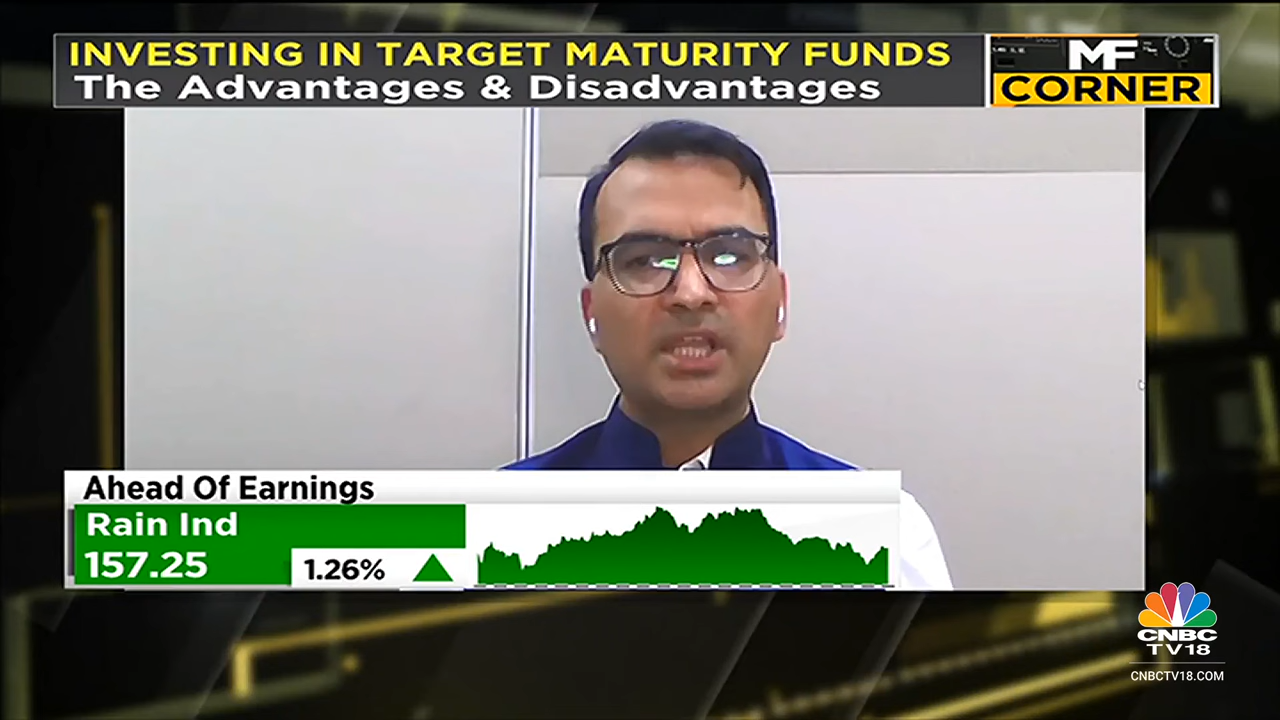 INVESTING IN TARGET MATURITY FUNDS
The Advantages & Disadvantages
MF
CORNER
Ahead Of Earnings
Rain Ind
157.25
1.26%
CNBC
TV18
CNBCTV18.COM